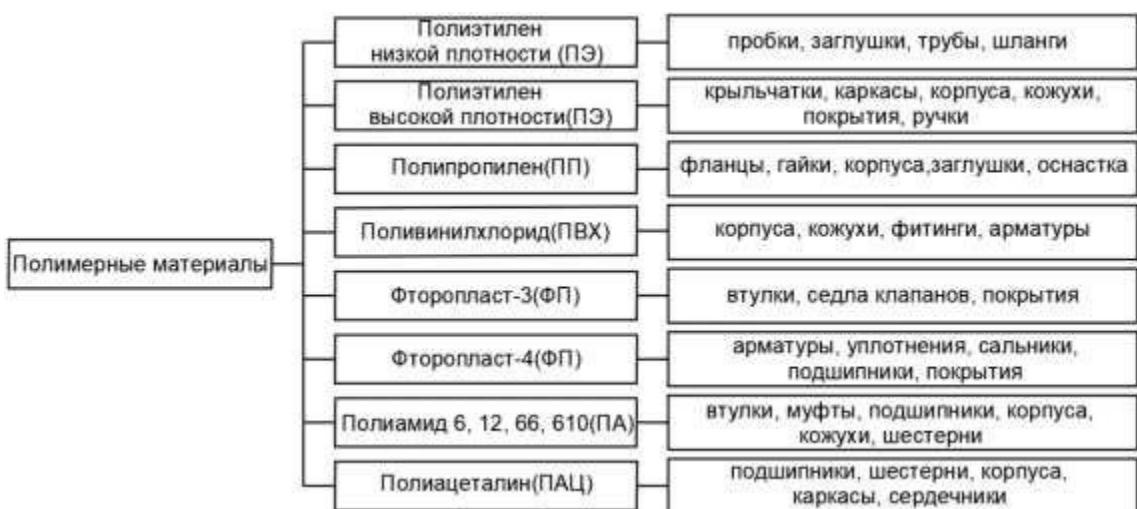 Полимерные материалы
Полиэтилен
низкой плотности (ПЭ)
пробки, заглушки, трубы, шланги
Полиэтилен
высокой плотности(ПЭ)
крыльчатки, каркасы, корпуса, кожухи,
покрытия, ручки
Полипропилен(ПП)
фланцы, гайки, корпуса,заглушки, оснастка
Поливинилхлорид(ПВХ)
корпуса, кожухи, фитинги, арматуры
Фторопласт-3(ФП)
втулки, седла клапанов, покрытия
Фторопласт-4(ФП)
арматуры, уплотнения, сальники,
подшипники, покрытия
Полиамид 6, 12, 66, 610(ПА)
втулки, муфты, подшипники, корпуса,
кожухи, шестерни
Полиацеталин(ПАЦ)
подшипники, шестерни, корпуса,
каркасы, сердечники